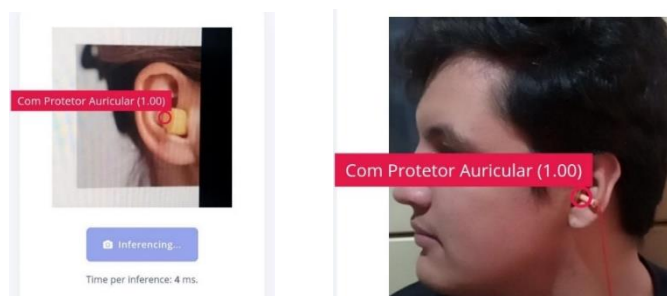 Com Protetor Auricular (1.00)
Inferencing...
Time per inference: 4 ms.
Com Protetor Auricular (1.00)